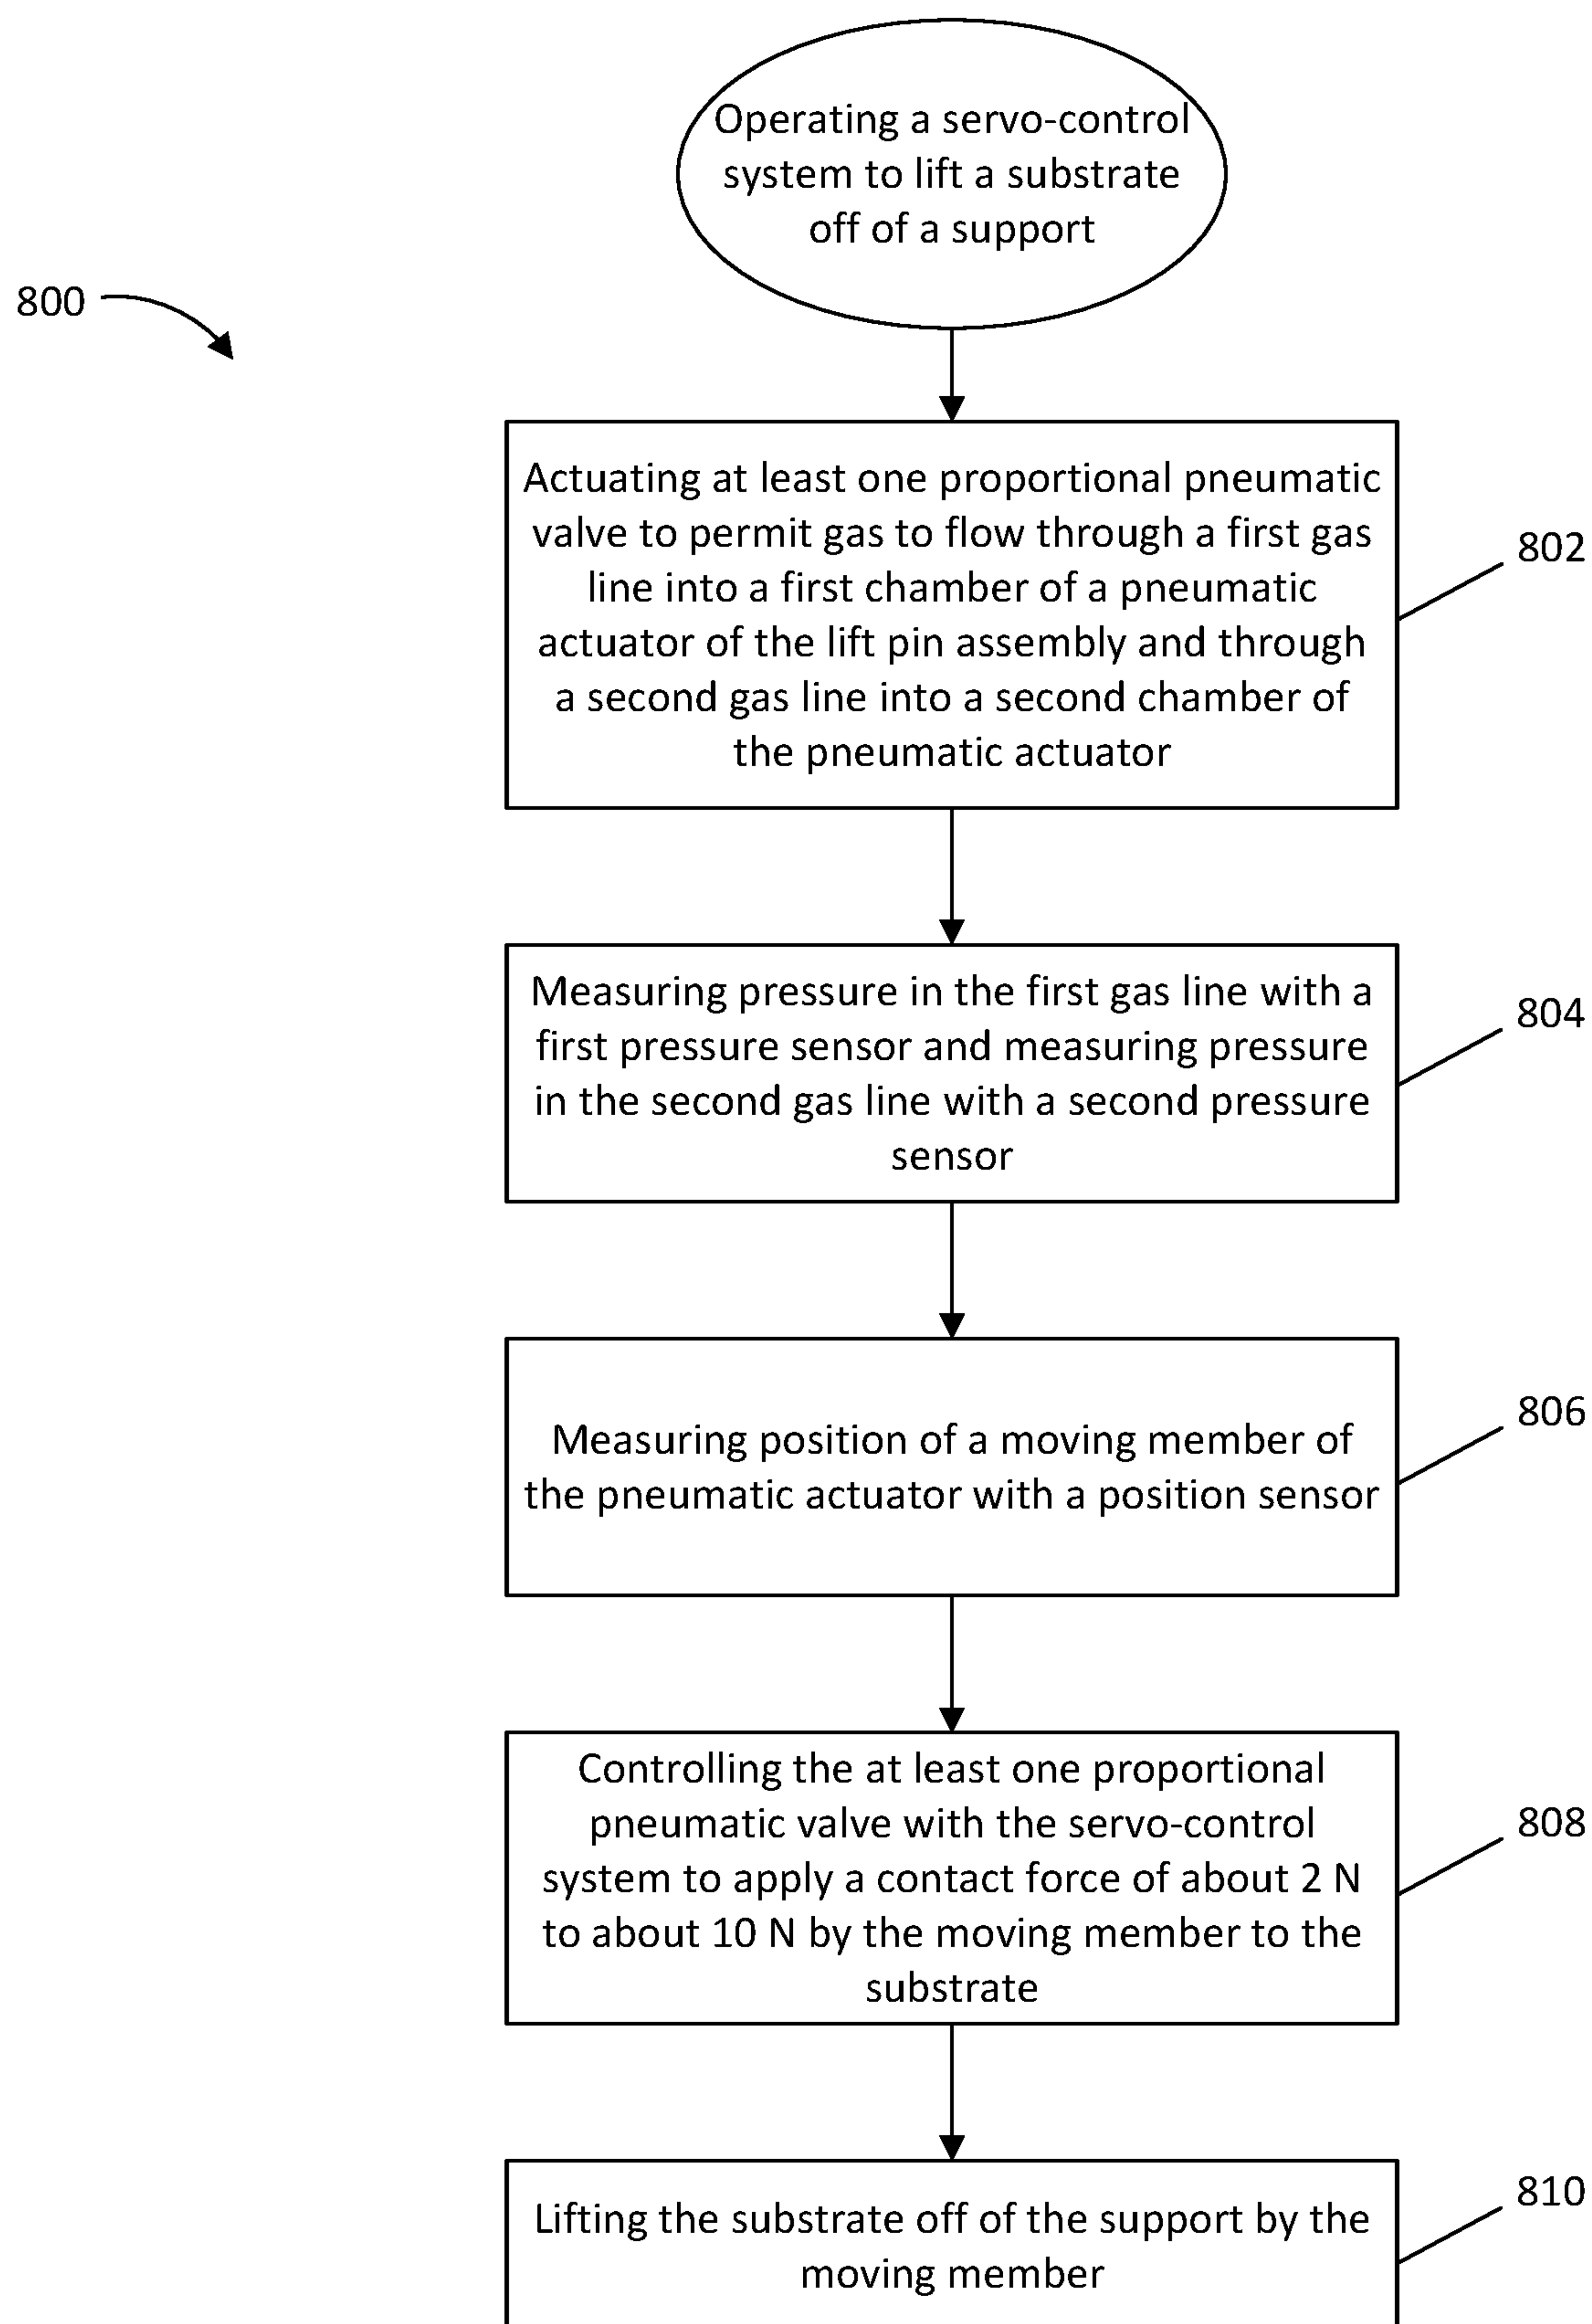 Operating a servo-control
system to lift a substrate
off of a support
800
Actuating at least one proportional pneumatic
valve to permit gas to flow through a first gas
line into a first chamber of a pneumatic
actuator of the lift pin assembly and through
a second gas line into a second chamber of
the pneumatic actuator
802
Measuring pressure in the first gas line with a
first pressure sensor and measuring pressure
in the second gas line with a second pressure
sensor
804
Measuring position of a moving member of
the pneumatic actuator with a position sensor
806
Controlling the at least one proportional
pneumatic valve with the servo-control
system to apply a contact force of about 2 N
to about 10 N by the moving member to the
substrate
808
Lifting the substrate off of the support by the
moving member
810